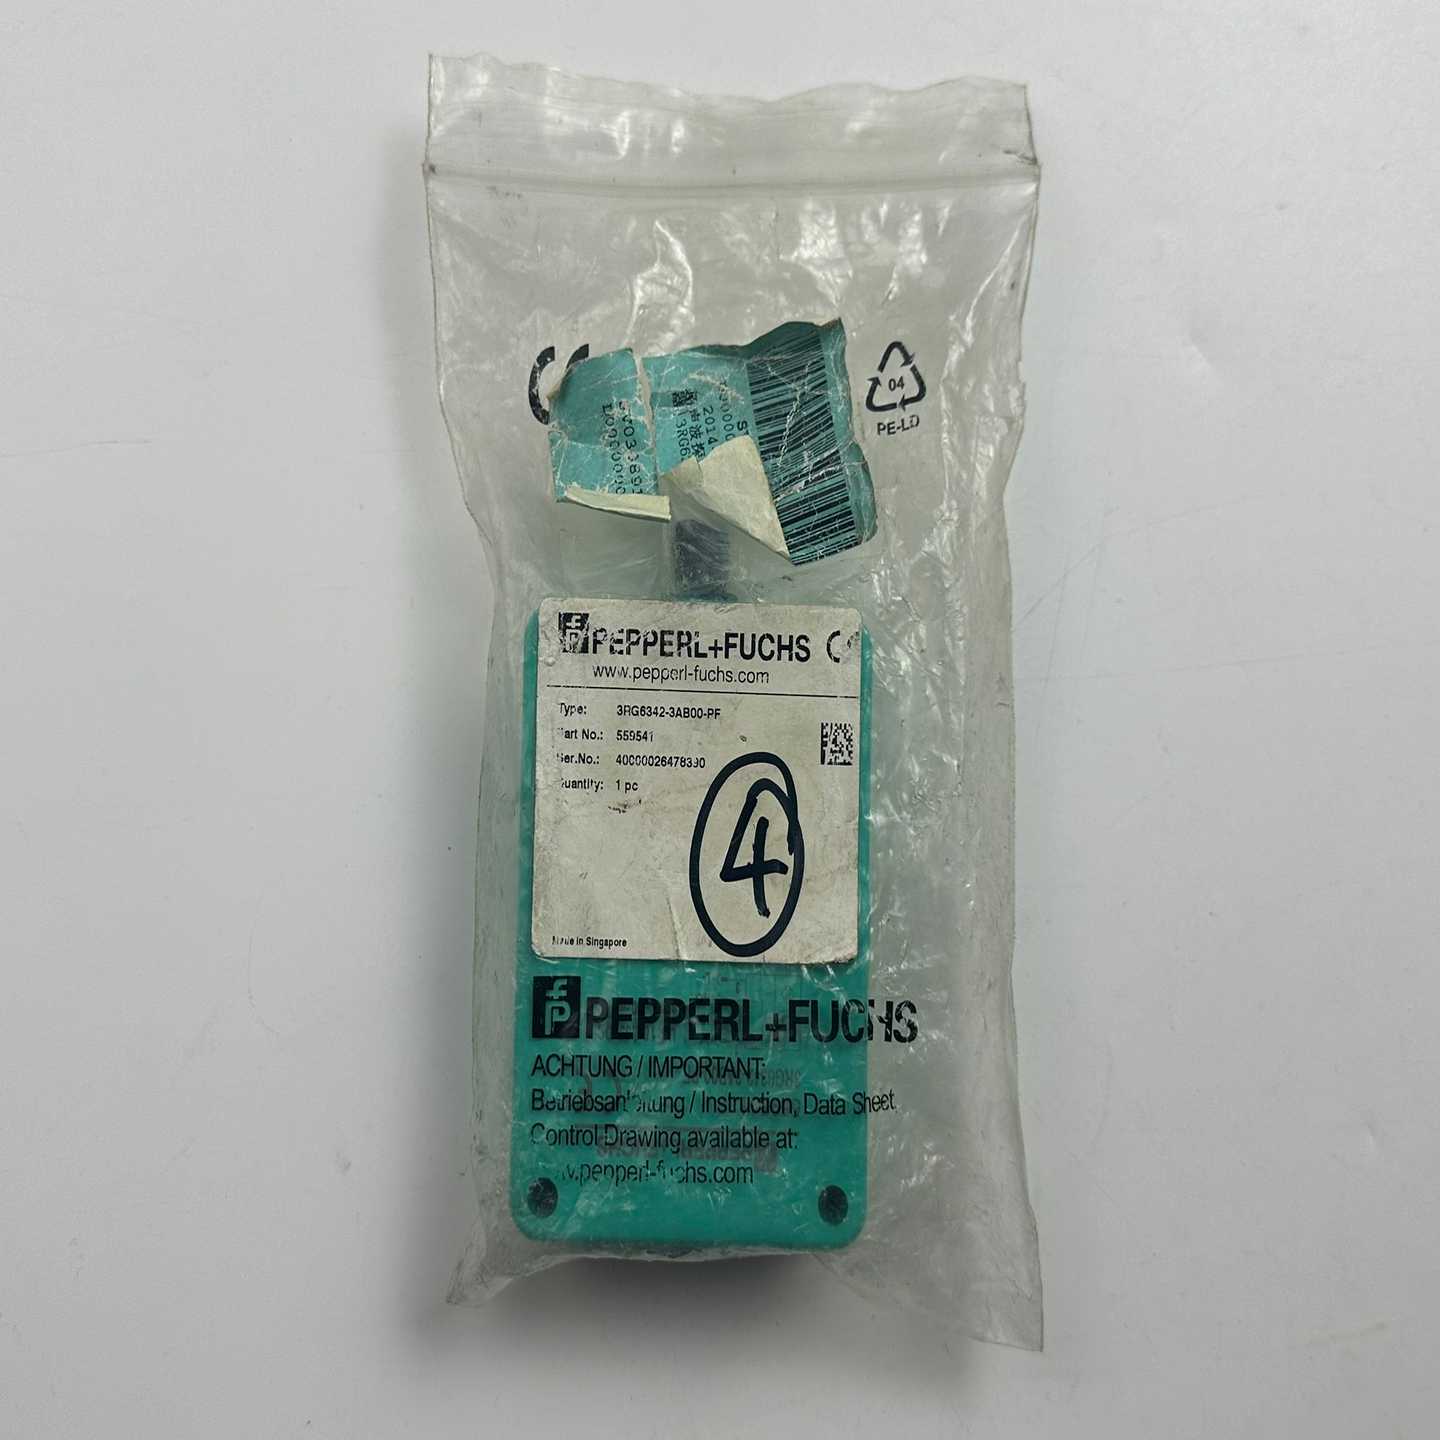 04
PE-LD
PEPPERL+FUCHS CE
www.pepperl-fuchs.com
Type: 3RG6342-3AB00-PF
Part No.: 559541
Ser.No.: 40000026478390
Quantity: 1 pc
4
Made in Singapore
PEPPERL+FUCHS
ACHTUNG / IMPORTANT:
Betriebsanleitung / Instruction, Data Sheet,
Control Drawing available at:
www.pepperl-fuchs.com